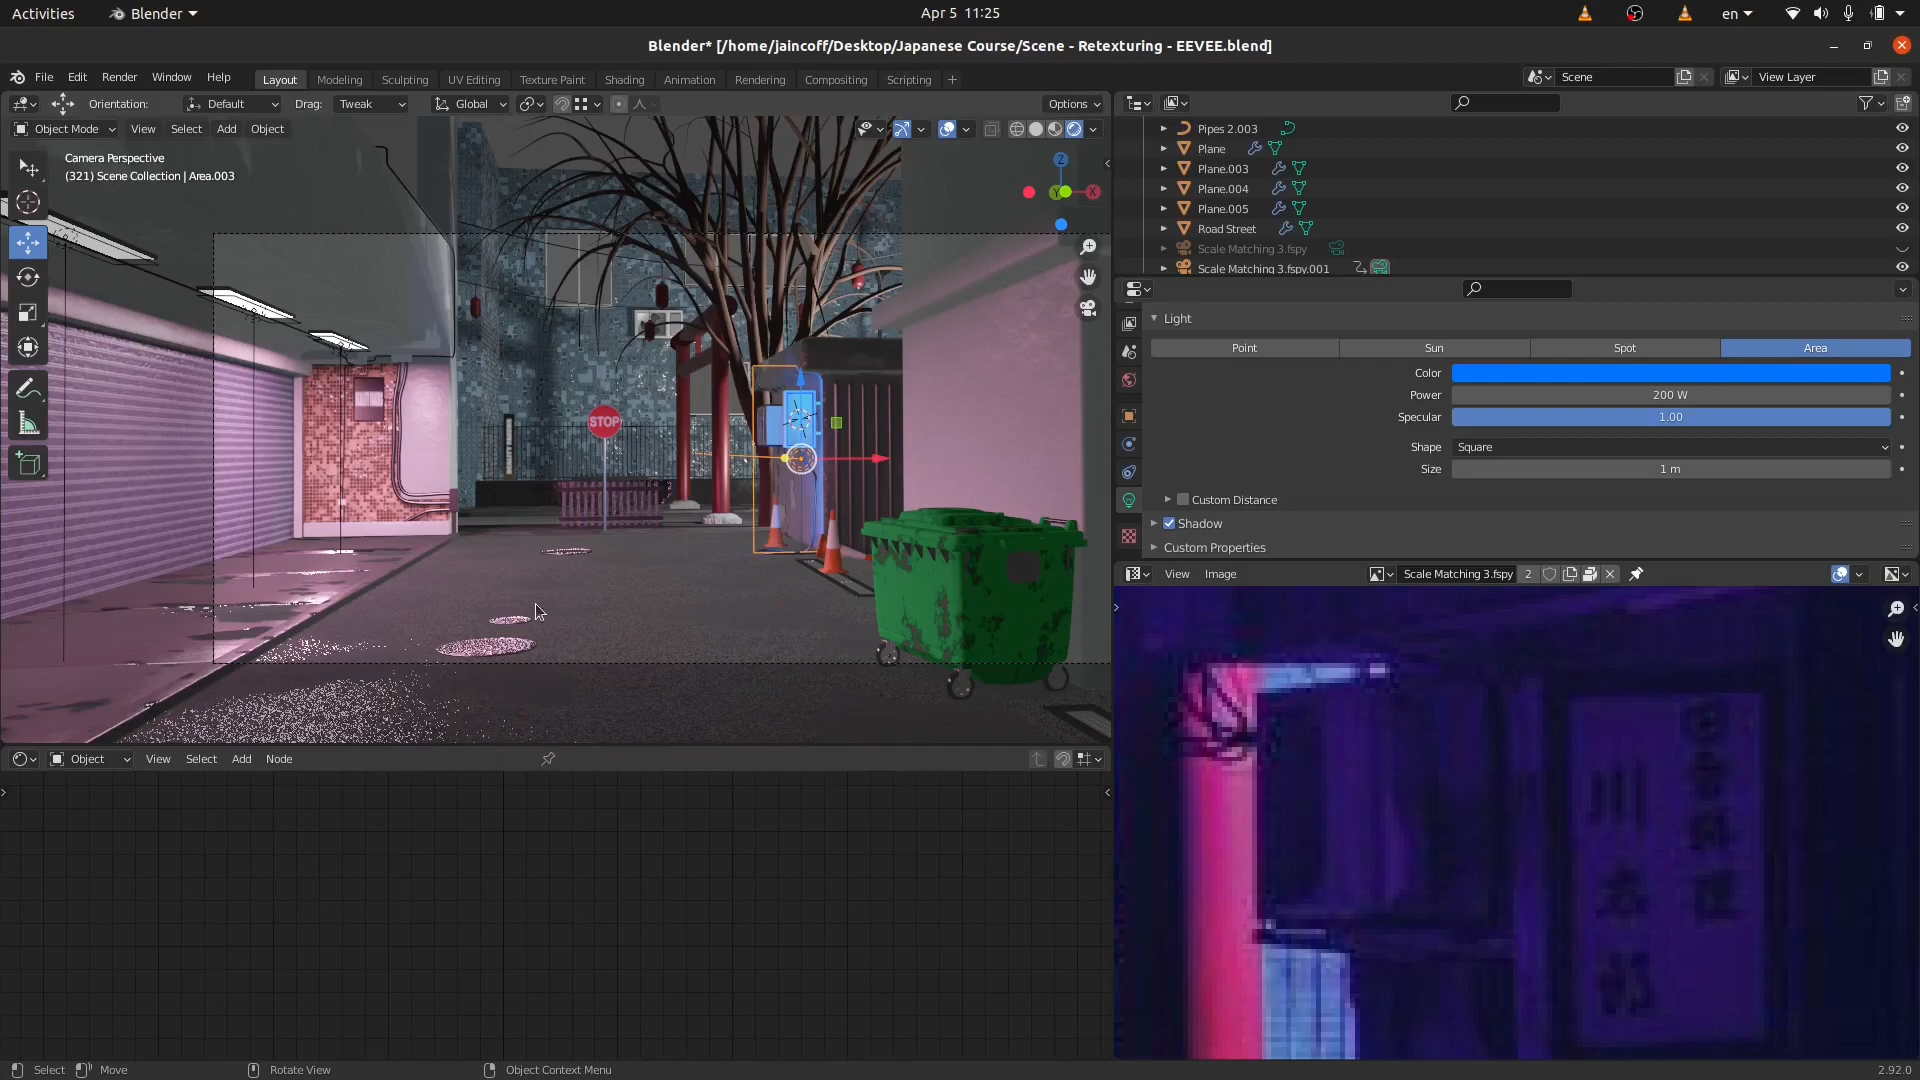 Activities
Blender
Apr 5 11:25
en
Blender* [/home/jaincoff/Desktop/Japanese Course/Scene - Retexturing - EEVEE.blend]
File Edit Render Window Help
Layout Modeling Sculpting UV Editing Texture Paint Shading Animation Rendering Compositing Scripting +
Scene
View Layer
Orientation: Default Drag: Tweak Global Options
Object Mode View Select Add Object
Camera Perspective
(321) Scene Collection | Area.003
Z
Y
X
STOP
Pipes 2.003
Plane
Plane.003
Plane.004
Plane.005
Road Street
Scale Matching 3.fspy
Scale Matching 3.fspy.001
Light
Point Sun Spot Area
Color
Power 200 W
Specular 1.00
Shape Square
Size 1 m
Custom Distance
Shadow
Custom Properties
View Image Scale Matching 3.fspy 2
Object View Select Add Node
Select Move Rotate View Object Context Menu 2.92.0